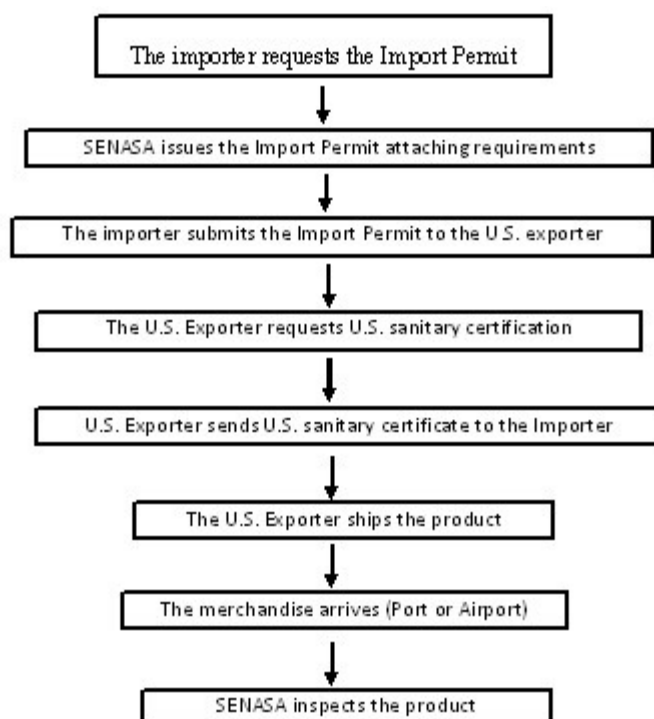 The importer requests the Import Permit
SENASA issues the Import Permit attaching requirements
The importer submits the Import Permit to the U.S. exporter
The U.S. Exporter requests U.S. sanitary certification
U.S. Exporter sends U.S. sanitary certificate to the Importer
The U.S. Exporter ships the product
The merchandise arrives (Port or Airport)
SENASA inspects the product